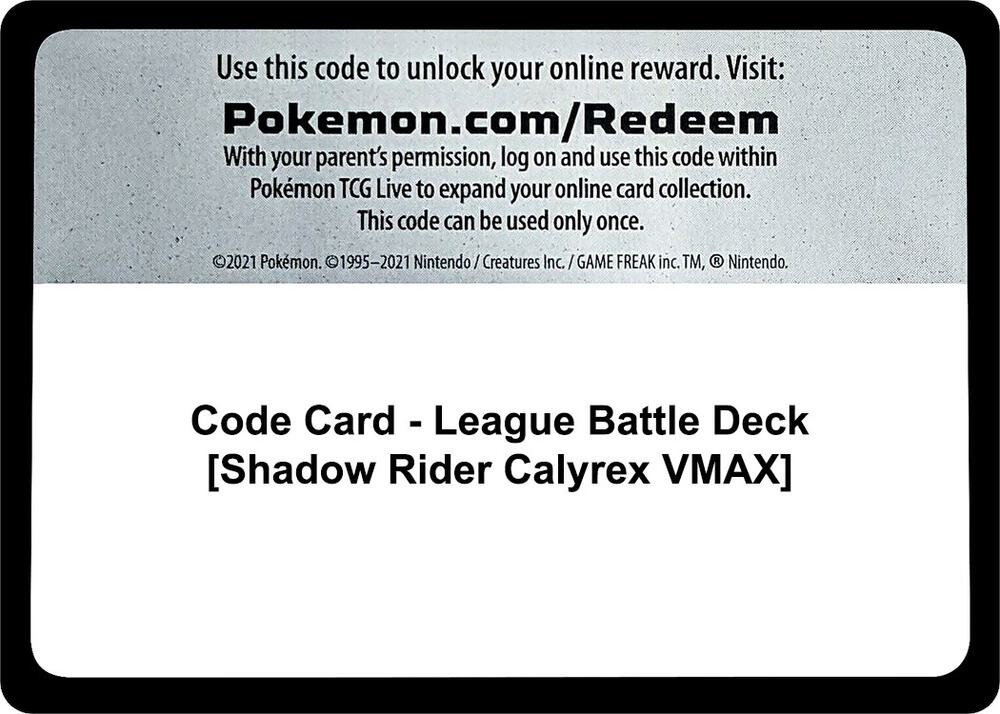 Use this code to unlock your online reward. Visit:
Pokemon.com/Redeem
With your parent's permission, log on and use this code within
Pokémon TCG Live to expand your online card collection.
This code can be used only once.
©2021 Pokémon. ©1995–2021 Nintendo / Creatures Inc. / GAME FREAK inc. TM, ® Nintendo.
Code Card - League Battle Deck
[Shadow Rider Calyrex VMAX]